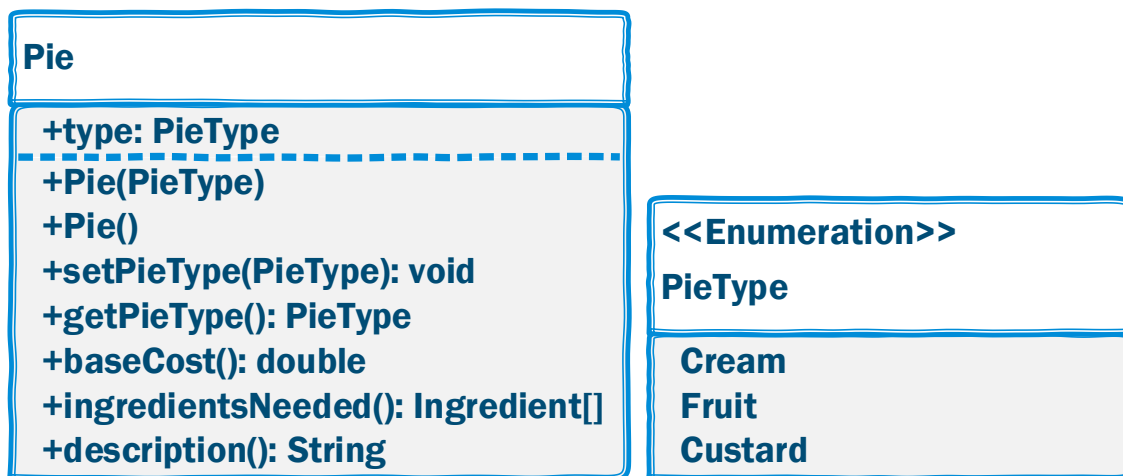 Pie
+type: PieType
+Pie(PieType)
+Pie()
+setPieType(PieType): void
+getPieType(): PieType
+baseCost(): double
+ingredientsNeeded(): Ingredient[]
+description(): String
<<Enumeration>>
PieType
Cream
Fruit
Custard